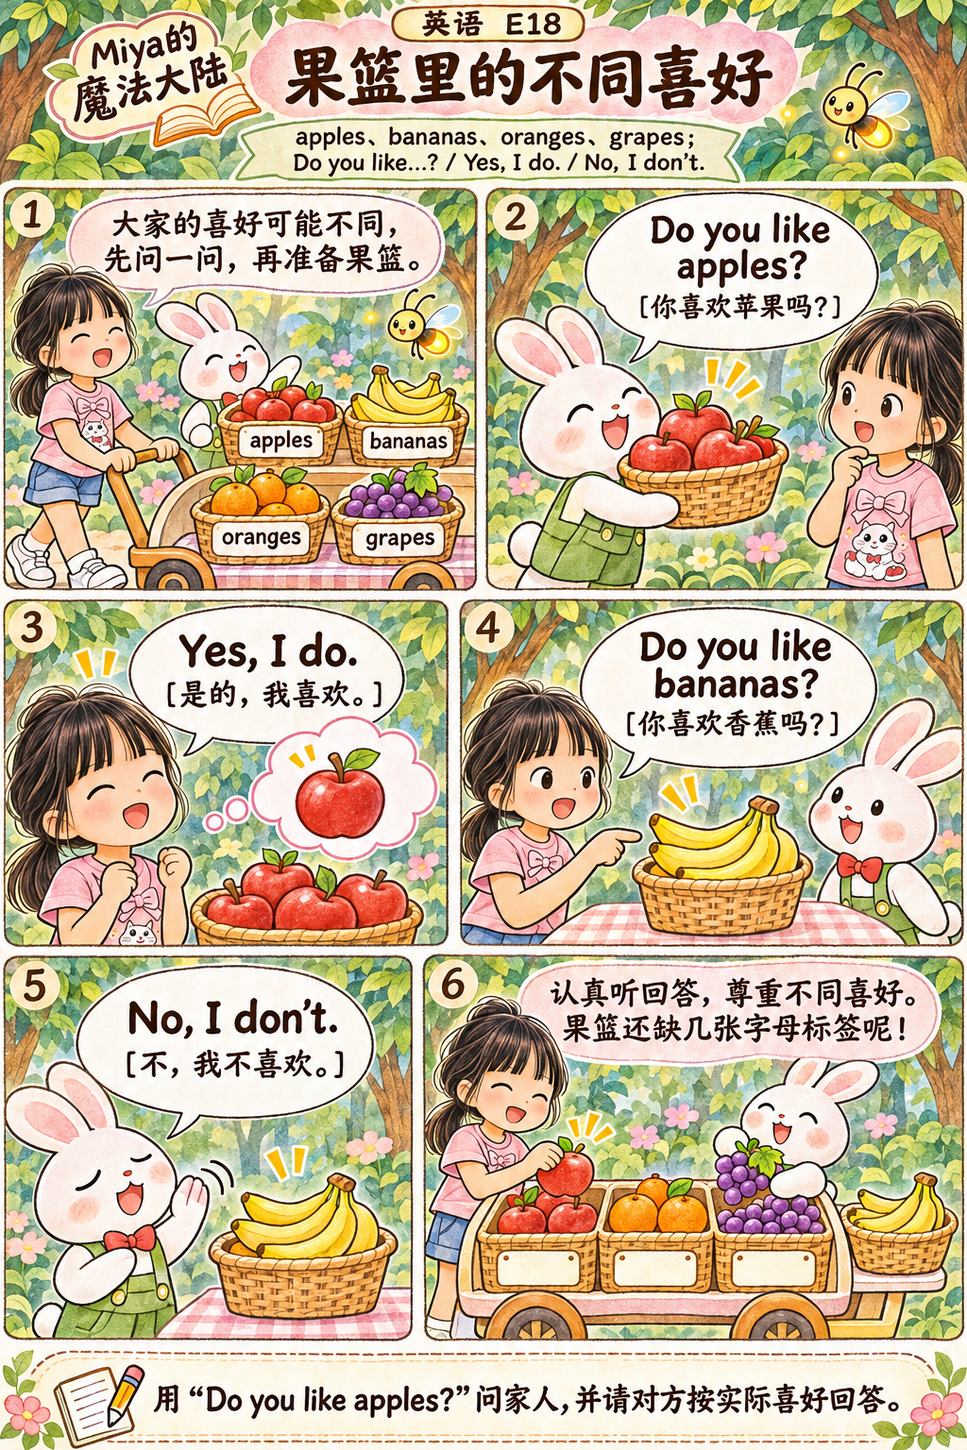 Miya的
魔法大陆
英语 E18
果篮里的不同喜好
apples、bananas、oranges、grapes；
Do you like...? / Yes, I do. / No, I don't.
1
大家的喜好可能不同，
先问一问，再准备果篮。
apples
bananas
oranges
grapes
2
Do you like
apples?
[你喜欢苹果吗？]
3
Yes, I do.
[是的，我喜欢。]
4
Do you like
bananas?
[你喜欢香蕉吗？]
5
No, I don't.
[不，我不喜欢。]
6
认真听回答，尊重不同喜好。
果篮还缺几张字母标签呢！
用“Do you like apples?”问家人，并请对方按实际喜好回答。